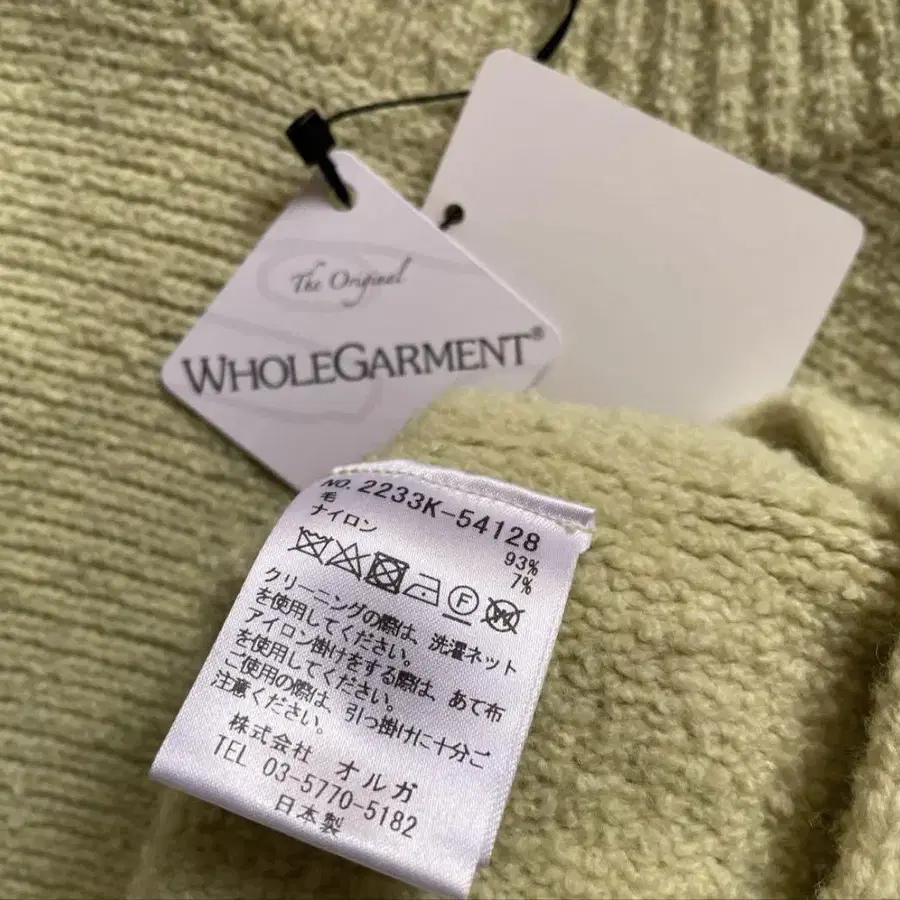 The Original
WHOLEGARMENT®
NO. 2233K-54128
毛 93%
ナイロン 7%
F
W
クリーニングの際は、洗濯ネット
を使用してください。
アイロン掛けをする際は、あて布
を使用してください。
ご使用の際は、引っ掛けに十分ご
注意ください。
株式会社 オルガ
TEL 03-5770-5182
日本製